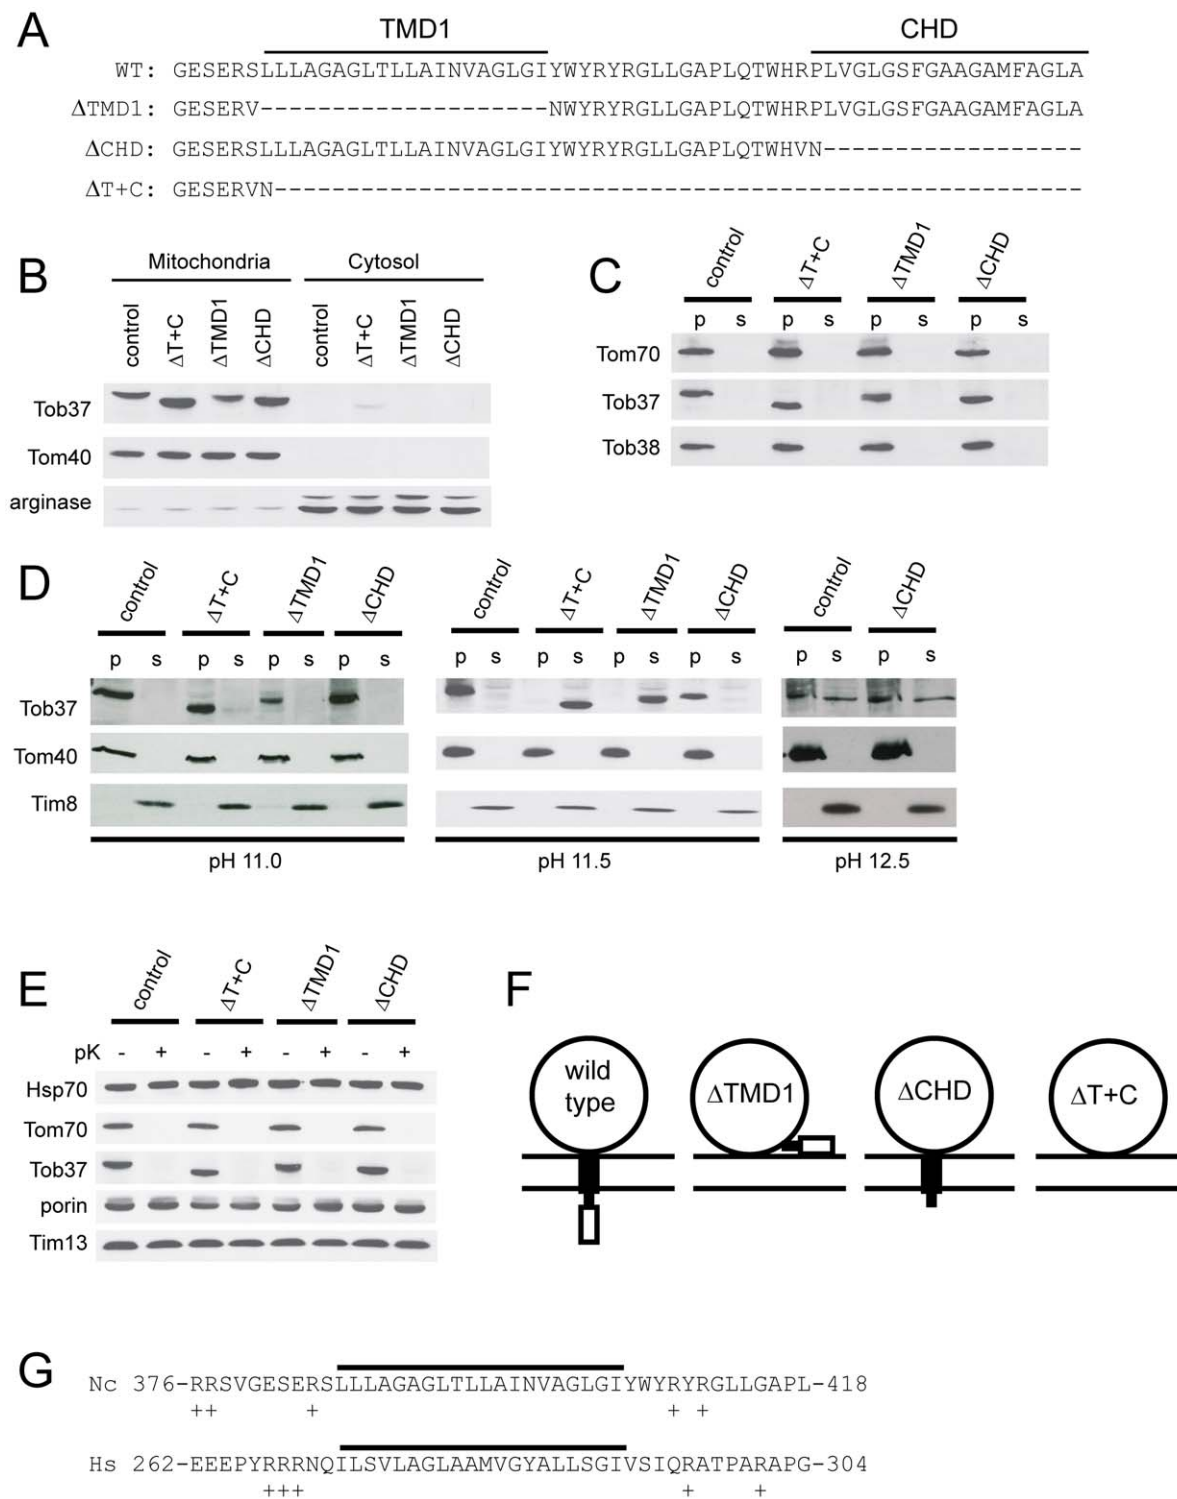 A
TMD1 CHD
WT: GESERSLLLAGAGLTLLAINVAGLGIYWYRYRGLLGAPLQTWHRPLVGLGSFGAAGAMFAGLA
ΔTMD1: GESERV--------------------NWYRYRGLLGAPLQTWHRPLVGLGSFGAAGAMFAGLA
ΔCHD: GESERSLLLAGAGLTLLAINVAGLGIYWYRYRGLLGAPLQTWHVN------------------
ΔT+C: GESERVN--------------------------------------------------------
B
Mitochondria Cytosol
control ΔT+C ΔTMD1 ΔCHD control ΔT+C ΔTMD1 ΔCHD
Tob37
Tom40
arginase
C
control ΔT+C ΔTMD1 ΔCHD
p s p s p s p s
Tom70
Tob37
Tob38
D
control ΔT+C ΔTMD1 ΔCHD control ΔT+C ΔTMD1 ΔCHD control ΔCHD
p s p s p s p s p s p s p s p s p s p s
Tob37
Tom40
Tim8
pH 11.0 pH 11.5 pH 12.5
E
control ΔT+C ΔTMD1 ΔCHD
pK - + - + - + - +
Hsp70
Tom70
Tob37
porin
Tim13
F
wild type ΔTMD1 ΔCHD ΔT+C
G
Nc 376-RRSVGESERSLLLAGAGLTLLAINVAGLGIYWYRYRGLLGAPL-418
++ + + +
Hs 262-EEEPYRRRNQILSVLAGLAAMVGYALLSGIVSIQRATPARAPG-304
+++ + +